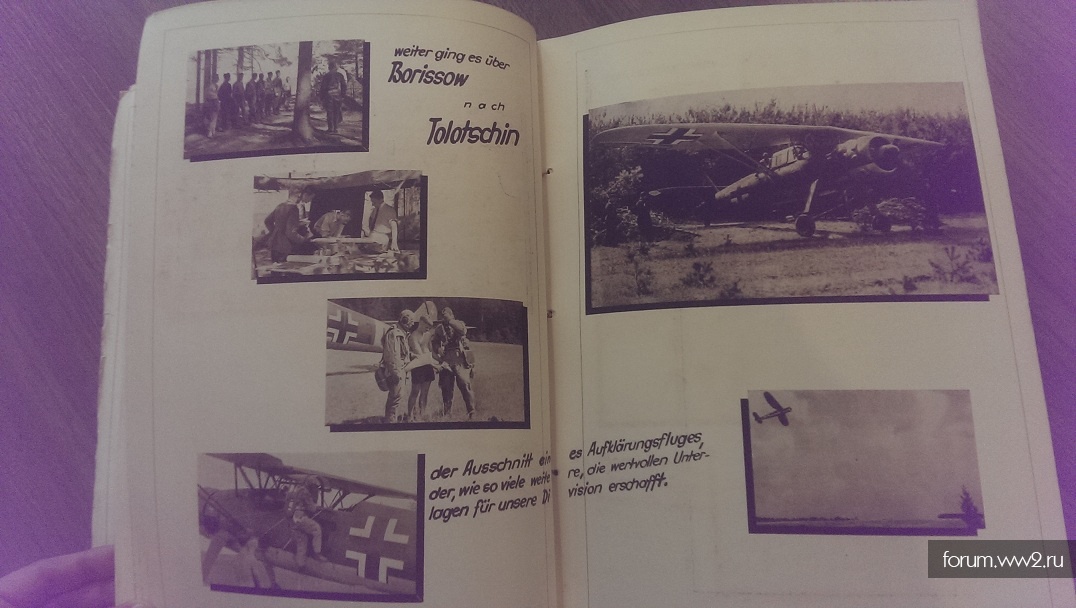 weiter ging es über
Borissow
nach
Tolotschin
der Ausschnitt ein es Aufklärungsfluges,
der, wie so viele weite re, die wertvollen Unter-
lagen für unsere Di vision erschafft.
forum.ww2.ru